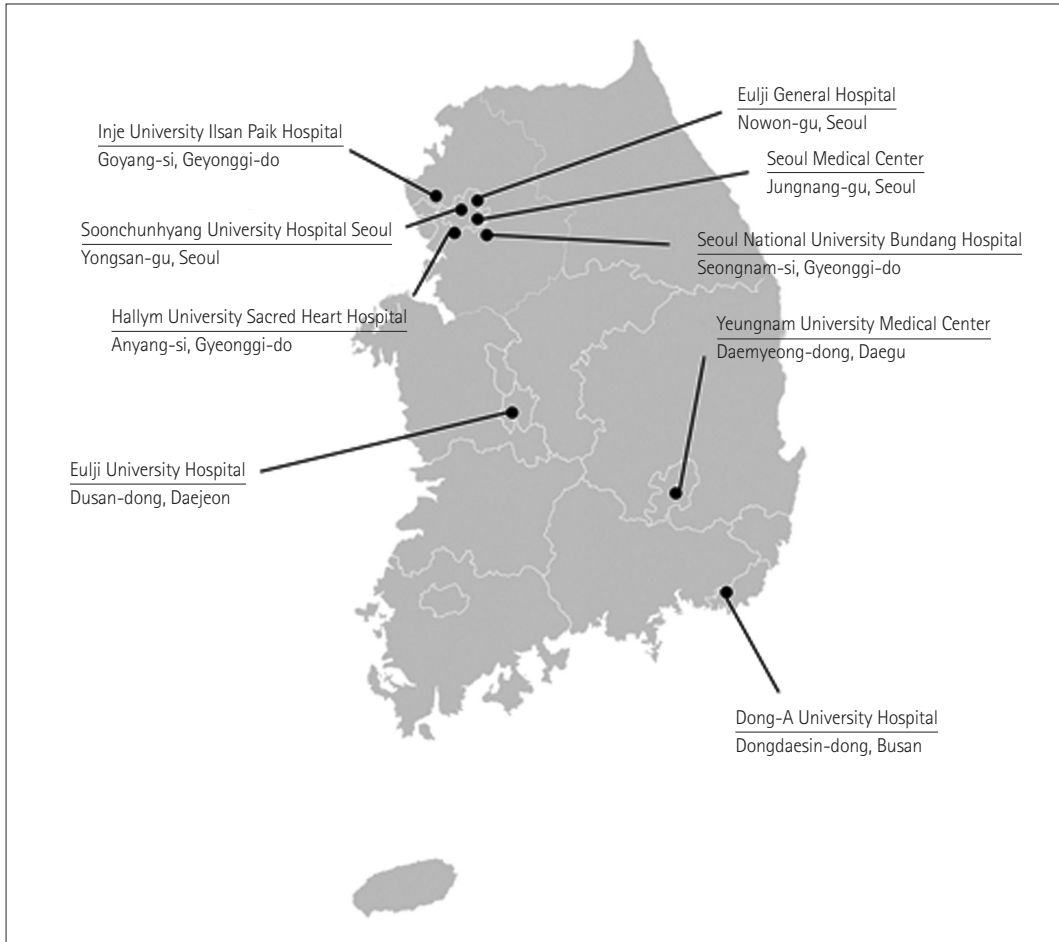 Eulji General Hospital
Nowon-gu, Seoul
Inje University Ilsan Paik Hospital
Goyang-si, Geyonggi-do
Seoul Medical Center
Jungnang-gu, Seoul
Soonchunhyang University Hospital Seoul
Yongsan-gu, Seoul
Seoul National University Bundang Hospital
Seongnam-si, Gyeonggi-do
Hallym University Sacred Heart Hospital
Anyang-si, Gyeonggi-do
Yeungnam University Medical Center
Daemyeong-dong, Daegu
Eulji University Hospital
Dusan-dong, Daejeon
Dong-A University Hospital
Dongdaesin-dong, Busan